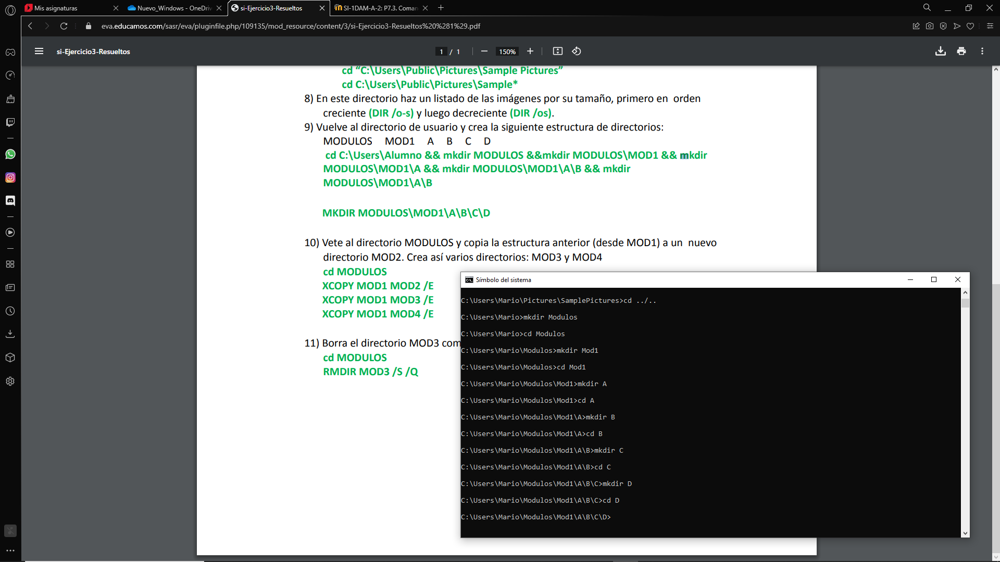 Mis asignaturas
Nuevo_Windows - OneDriv
si-Ejercicio3-Resueltos
SI-1DAM-A-2: P7.3. Coman
eva.educamos.com/sasr/eva/pluginfile.php/109135/mod_resource/content/3/si-Ejercicio3-Resueltos%20%281%29.pdf
si-Ejercicio3-Resueltos
1 / 1
150%
cd “C:\Users\Public\Pictures\Sample Pictures”
cd C:\Users\Public\Pictures\Sample*
8) En este directorio haz un listado de las imágenes por su tamaño, primero en orden
creciente (DIR /o-s) y luego decreciente (DIR /os).
9) Vuelve al directorio de usuario y crea la siguiente estructura de directorios:
MODULOS MOD1 A B C D
cd C:\Users\Alumno && mkdir MODULOS &&mkdir MODULOS\MOD1 && mkdir
MODULOS\MOD1\A && mkdir MODULOS\MOD1\A\B && mkdir
MODULOS\MOD1\A\B
MKDIR MODULOS\MOD1\A\B\C\D
10) Vete al directorio MODULOS y copia la estructura anterior (desde MOD1) a un nuevo
directorio MOD2. Crea así varios directorios: MOD3 y MOD4
cd MODULOS
XCOPY MOD1 MOD2 /E
XCOPY MOD1 MOD3 /E
XCOPY MOD1 MOD4 /E
11) Borra el directorio MOD3 com
cd MODULOS
RMDIR MOD3 /S /Q
Símbolo del sistema
C:\Users\Mario\Pictures\SamplePictures>cd ../..
C:\Users\Mario>mkdir Modulos
C:\Users\Mario>cd Modulos
C:\Users\Mario\Modulos>mkdir Mod1
C:\Users\Mario\Modulos>cd Mod1
C:\Users\Mario\Modulos\Mod1>mkdir A
C:\Users\Mario\Modulos\Mod1>cd A
C:\Users\Mario\Modulos\Mod1\A>mkdir B
C:\Users\Mario\Modulos\Mod1\A>cd B
C:\Users\Mario\Modulos\Mod1\A\B>mkdir C
C:\Users\Mario\Modulos\Mod1\A\B>cd C
C:\Users\Mario\Modulos\Mod1\A\B\C>mkdir D
C:\Users\Mario\Modulos\Mod1\A\B\C>cd D
C:\Users\Mario\Modulos\Mod1\A\B\C\D>